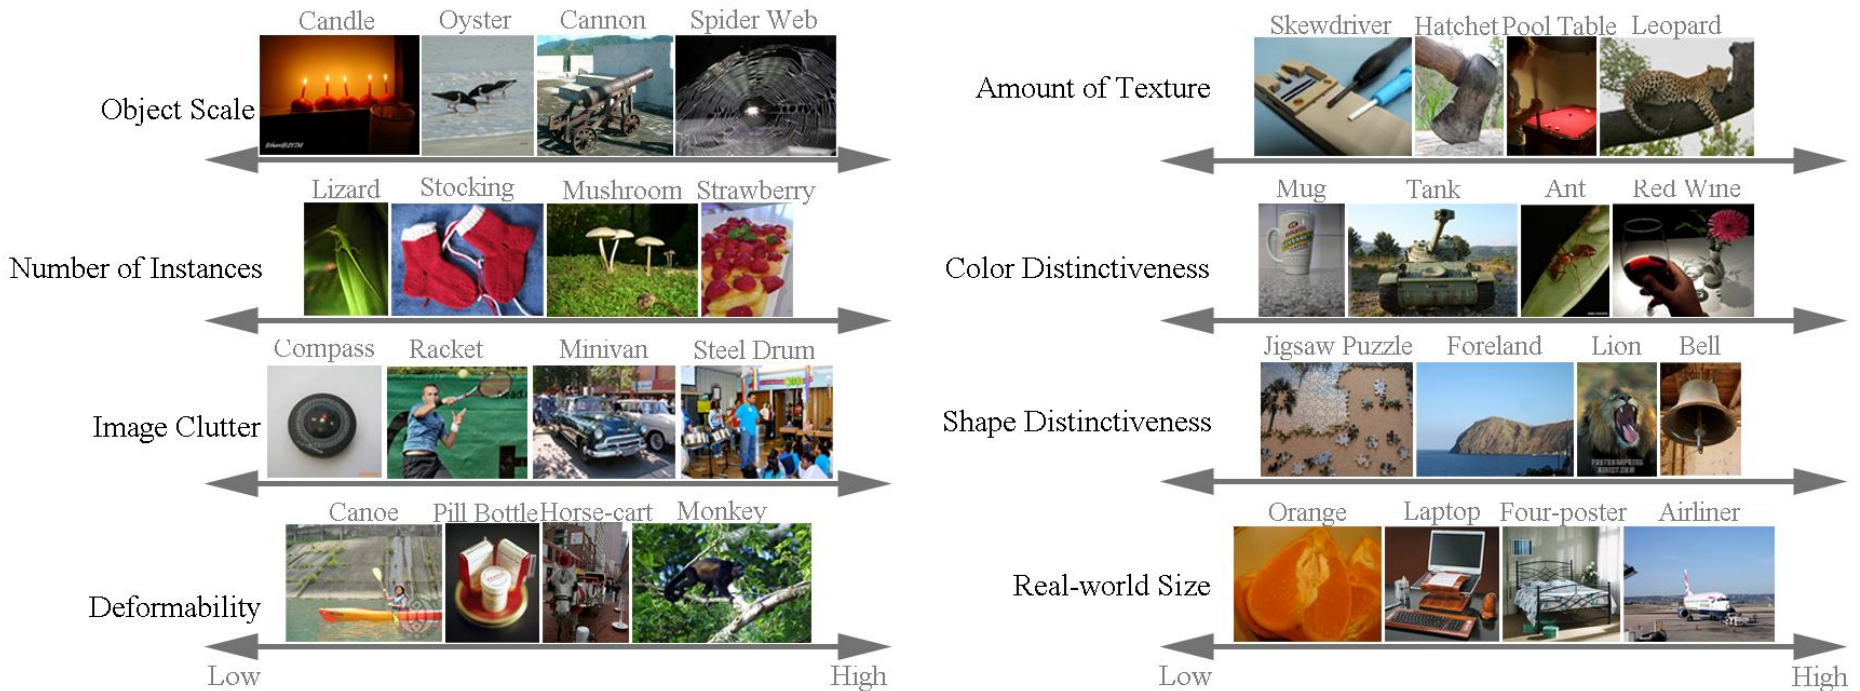 Candle Oyster Cannon Spider Web
Object Scale
Lizard Stocking Mushroom Strawberry
Number of Instances
Compass Racket Minivan Steel Drum
Image Clutter
Canoe Pill Bottle Horse-cart Monkey
Deformability
Low High
Skewdriver Hatchet Pool Table Leopard
Amount of Texture
Mug Tank Ant Red Wine
Color Distinctiveness
Jigsaw Puzzle Foreland Lion Bell
Shape Distinctiveness
Orange Laptop Four-poster Airliner
Real-world Size
Low High